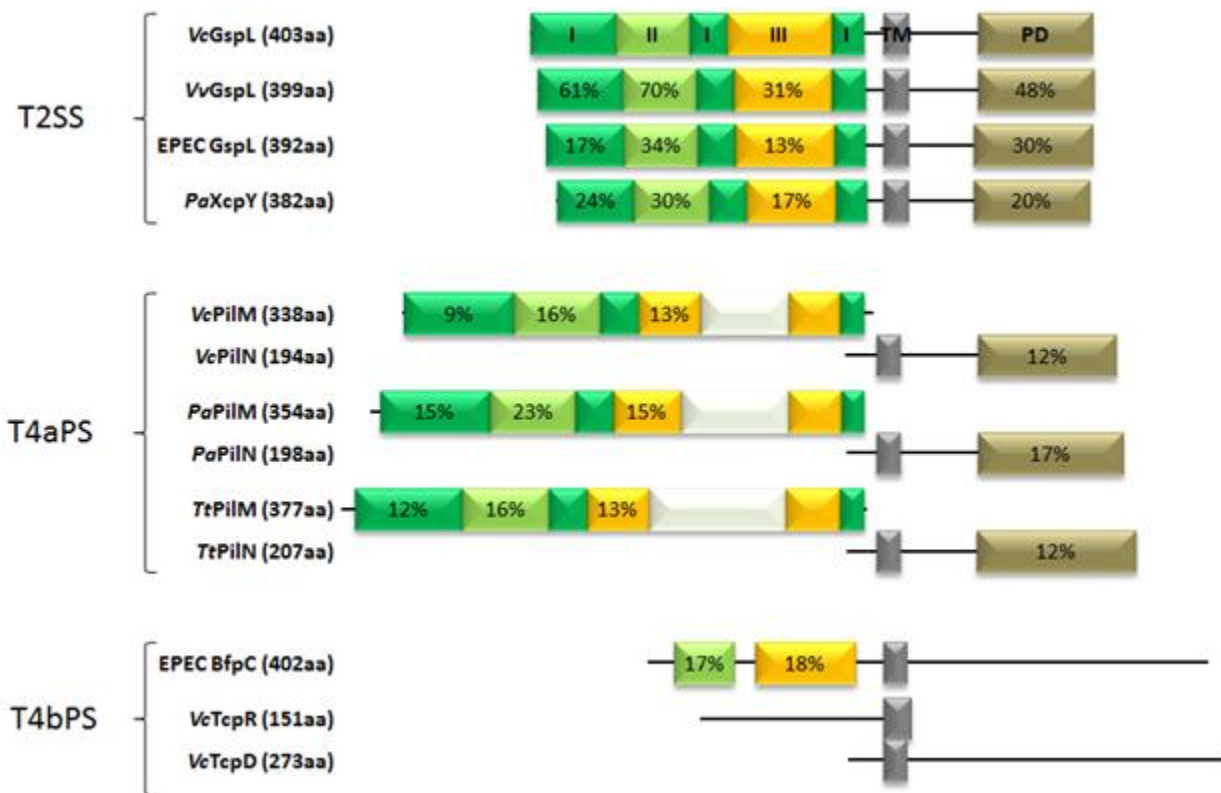 VcGspL (403aa) I II I III I TM PD
VvGspL (399aa) 61% 70% 31% 48%
T2SS
EPEC GspL (392aa) 17% 34% 13% 30%
PaXcpY (382aa) 24% 30% 17% 20%
VcPilM (338aa) 9% 16% 13%
VcPilN (194aa) 12%
PaPilM (354aa) 15% 23% 15%
T4aPS
PaPilN (198aa) 17%
TtPilM (377aa) 12% 16% 13%
TtPilN (207aa) 12%
EPEC BfpC (402aa) 17% 18%
T4bPS
VcTcpR (151aa)
VcTcpD (273aa)